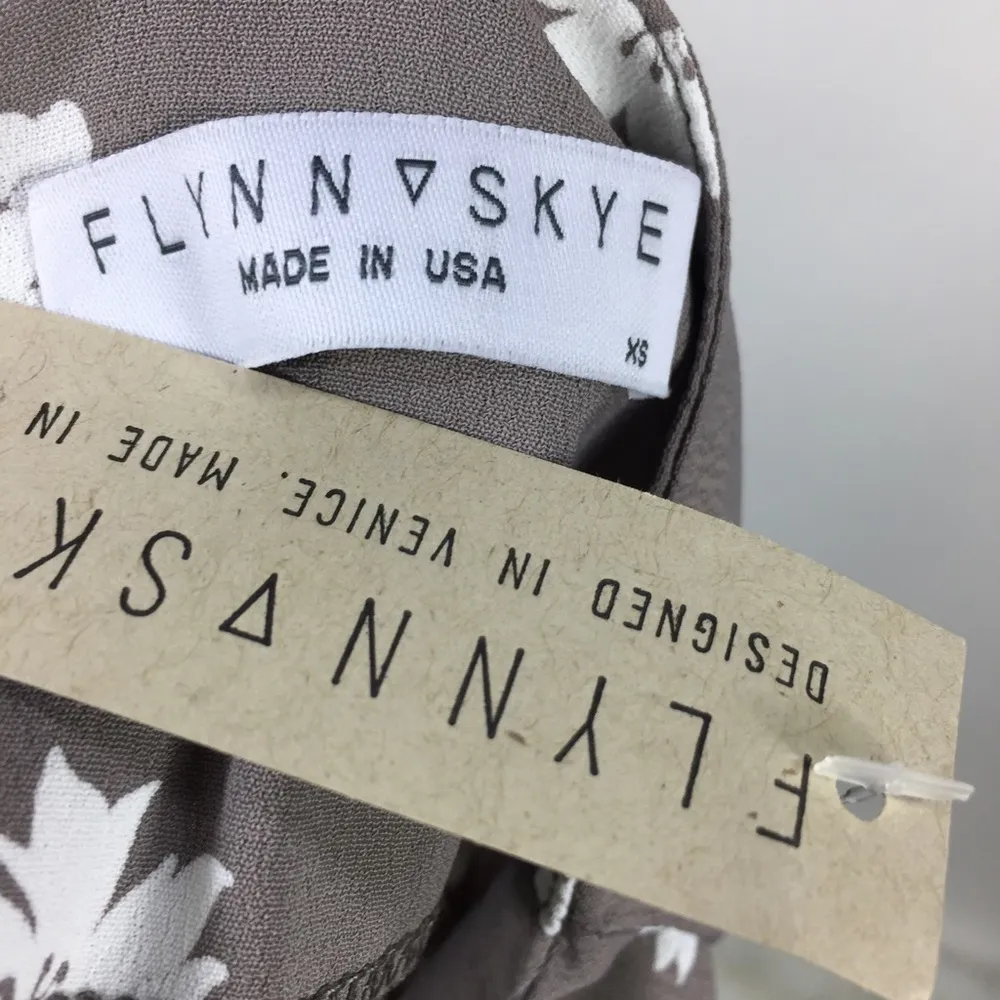 FLYNN ▽ SKYE
MADE IN USA
XS
FLYNN ▽ SK
DESIGNED IN VENICE. MADE IN